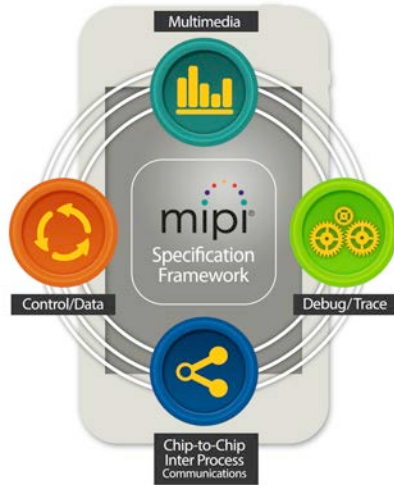 Multimedia
mipi®
Specification
Framework
Control/Data
Debug/Trace
Chip-to-Chip
Inter Process
Communications